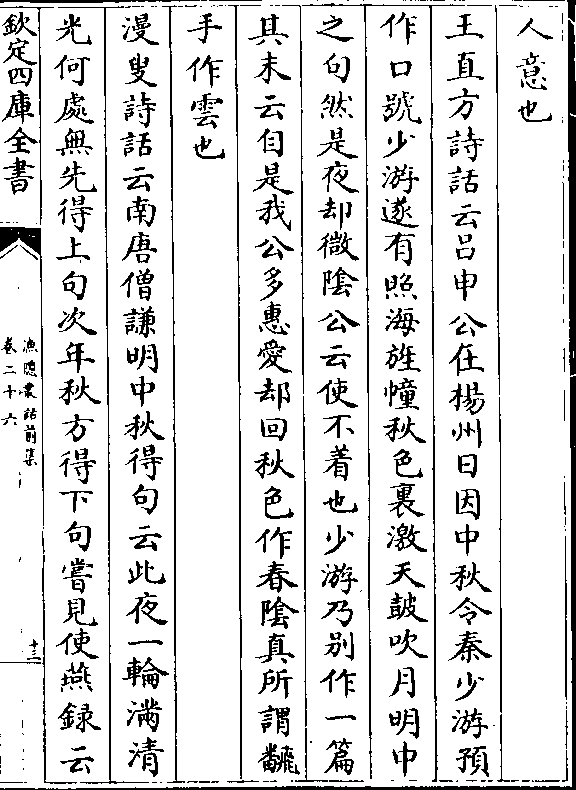 人意也
王直方詩話云吕申公在楊州日因中秋令秦少游預
作口號少游遂有照海旌幢秋色裏激天鼓吹月明中
之句然是夜却微陰公云使不着也少游乃別作一篇
其末云自是我公多惠愛却回秋色作春陰真所謂飜
手作雲也
漫叟詩話云南唐僧謙明中秋得句云此夜一輪滿清
光何處無先得上句次年秋方得下句嘗見使燕録云
欽定四庫全書
漁隱叢話前集
卷二十六
十三